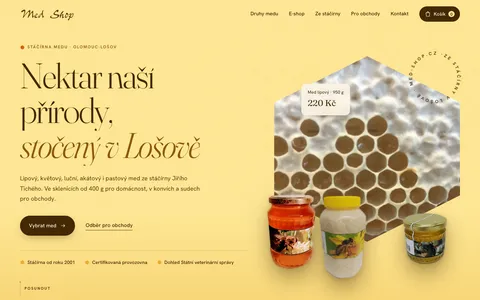 Med Shop
Druhy medu
E-shop
Ze stáčírny
Pro obchody
Kontakt
Košík 0
STÁČÍRNA MEDU · OLOMOUC-LOŠOV
Nektar naší
přírody,
stočený v Lošově
Lipový, květový, luční, akátový i pastový med ze stáčírny Jiřího
Tichého. Ve sklenicích od 400 g pro domácnost, v konvích a sudech
pro obchody.
Vybrat med →
Odběr pro obchody
Stáčírna od roku 2001
Certifikovaná provozovna
Dohled Státní veterinární správy
POSUNOUT
Med lipový · 950 g
220 Kč
MED-SHOP.CZ · ZE STÁČÍRNY